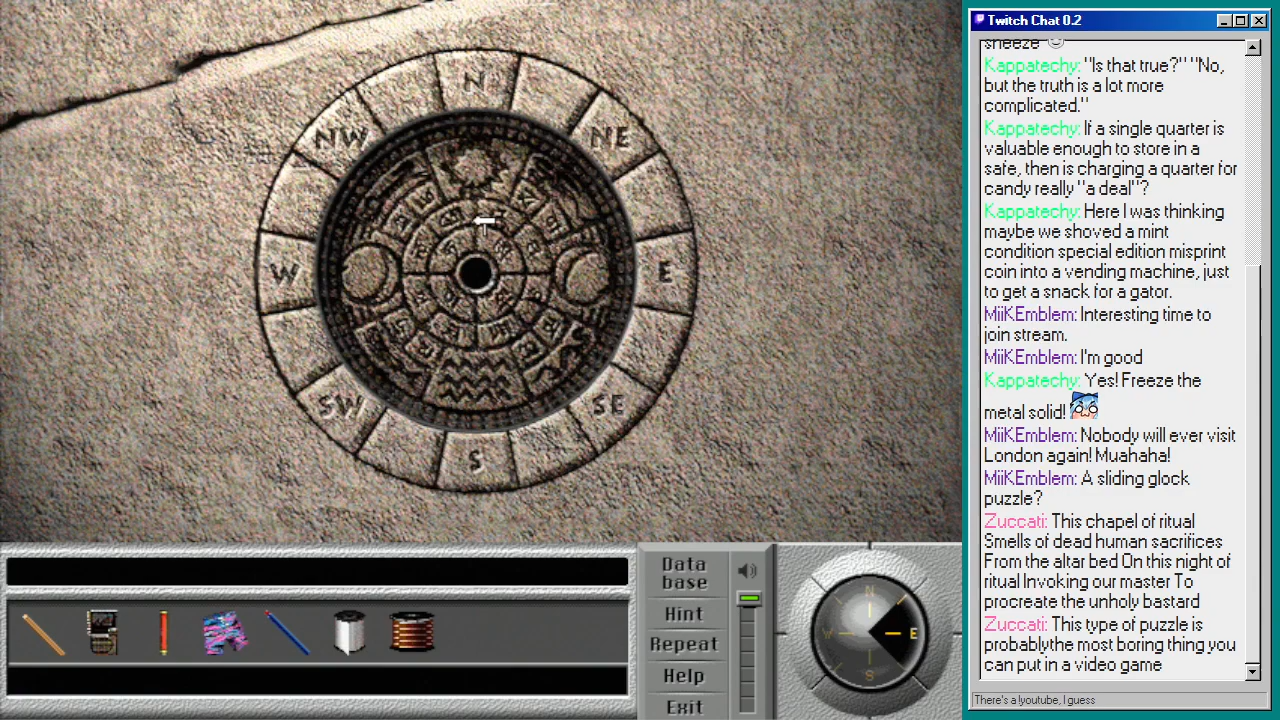 N
NW
NE
W
E
SW
SE
S
Data
base
Hint
Repeat
Help
Exit
N
W
E
S
Twitch Chat 0.2
sneeze
Kappatechy: "Is that true?" "No,
but the truth is a lot more
complicated."
Kappatechy: If a single quarter is
valuable enough to store in a
safe, then is charging a quarter for
candy really "a deal"?
Kappatechy: Here I was thinking
maybe we shoved a mint
condition special edition misprint
coin into a vending machine, just
to get a snack for a gator.
MiiKEmblem: Interesting time to
join stream.
MiiKEmblem: I'm good
Kappatechy: Yes! Freeze the
metal solid!
MiiKEmblem: Nobody will ever visit
London again! Muahaha!
MiiKEmblem: A sliding glock
puzzle?
Zuccati: This chapel of ritual
Smells of dead human sacrifices
From the altar bed On this night of
ritual Invoking our master To
procreate the unholy bastard
Zuccati: This type of puzzle is
probablythe most boring thing you
can put in a video game
There's a !youtube, I guess